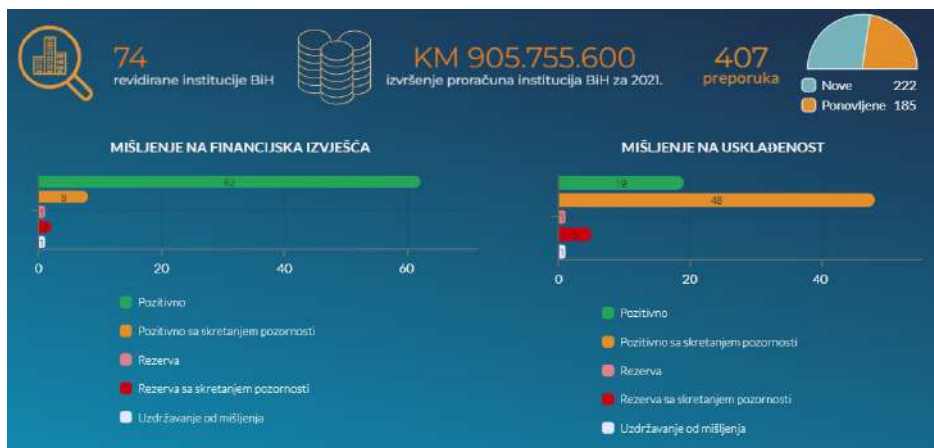 74
revidirane institucije BiH
KM 905.755.600
izvršenje proračuna institucija BiH za 2021.
407
preporuka
Nove 222
Ponovljene 185
MIŠLJENJE NA FINANCIJSKA IZVJEŠĆA
62
8
1
1
0 20 40 60
Pozitivno
Pozitivno sa skretanjem pozornosti
Rezerva
Rezerva sa skretanjem pozornosti
Uzdržavanje od mišljenja
MIŠLJENJE NA USKLAĐENOST
19
48
1
5
1
0 20 40
Pozitivno
Pozitivno sa skretanjem pozornosti
Rezerva
Rezerva sa skretanjem pozornosti
Uzdržavanje od mišljenja